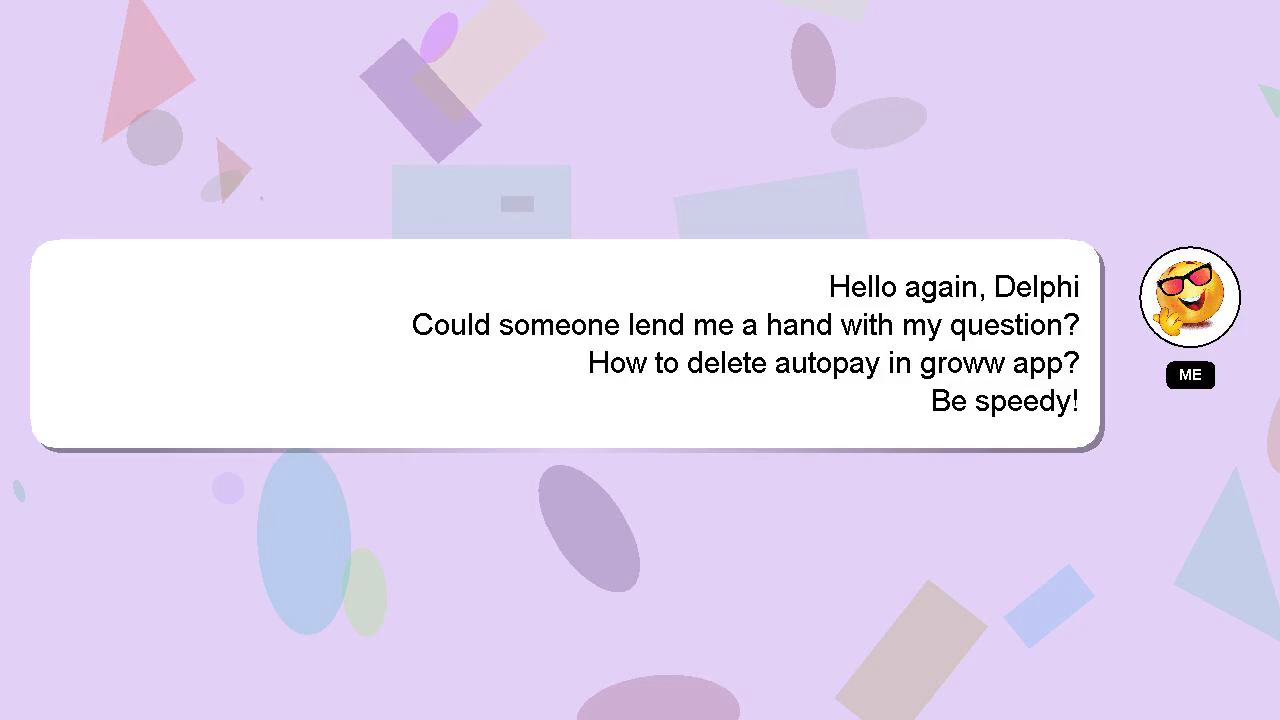 Hello again, Delphi
Could someone lend me a hand with my question?
How to delete autopay in groww app?
Be speedy!
ME